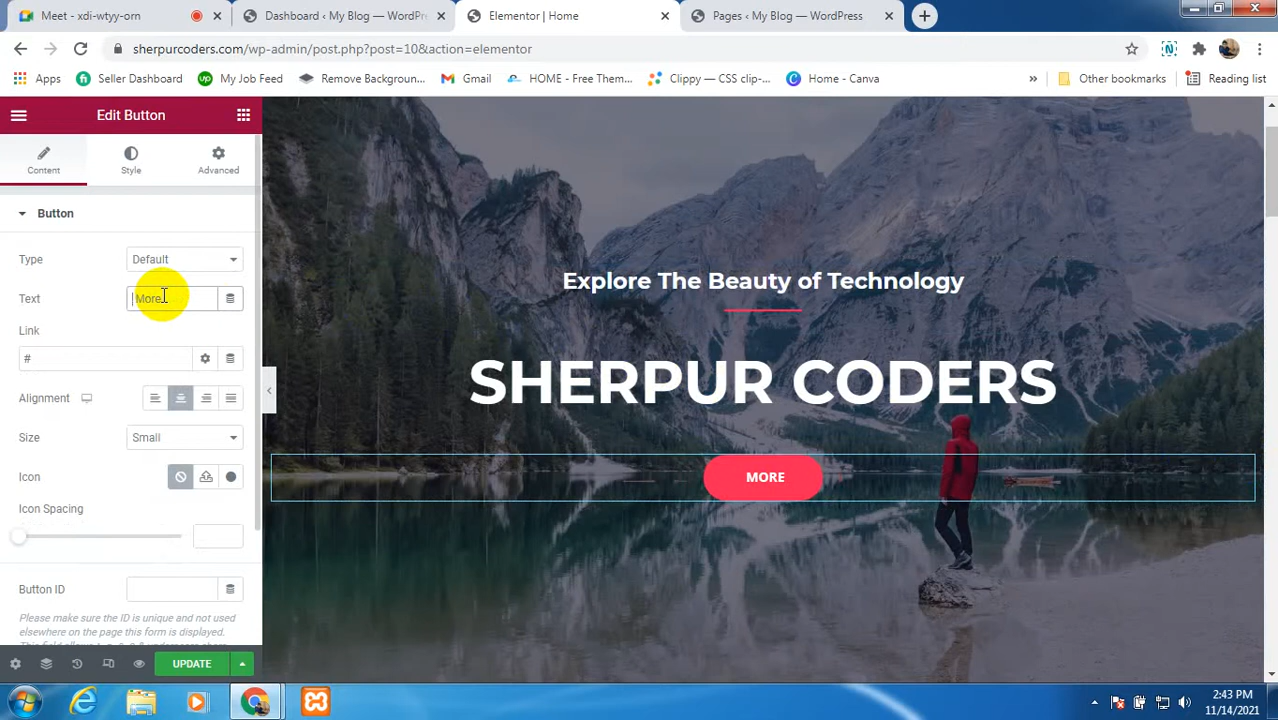 Meet - xdi-wtyy-orn
Dashboard ‹ My Blog — WordPre
Elementor | Home
Pages ‹ My Blog — WordPress
sherpurcoders.com/wp-admin/post.php?post=10&action=elementor
Apps
Seller Dashboard
My Job Feed
Remove Backgroun...
Gmail
HOME - Free Them...
Clippy — CSS clip-...
Home - Canva
»
Other bookmarks
Reading list
Edit Button
Content
Style
Advanced
Button
Type
Default
Text
More
Link
#
Alignment
Size
Small
Icon
Icon Spacing
Button ID
Please make sure the ID is unique and not used
elsewhere on the page this form is displayed.
UPDATE
Explore The Beauty of Technology
SHERPUR CODERS
MORE
2:43 PM
11/14/2021